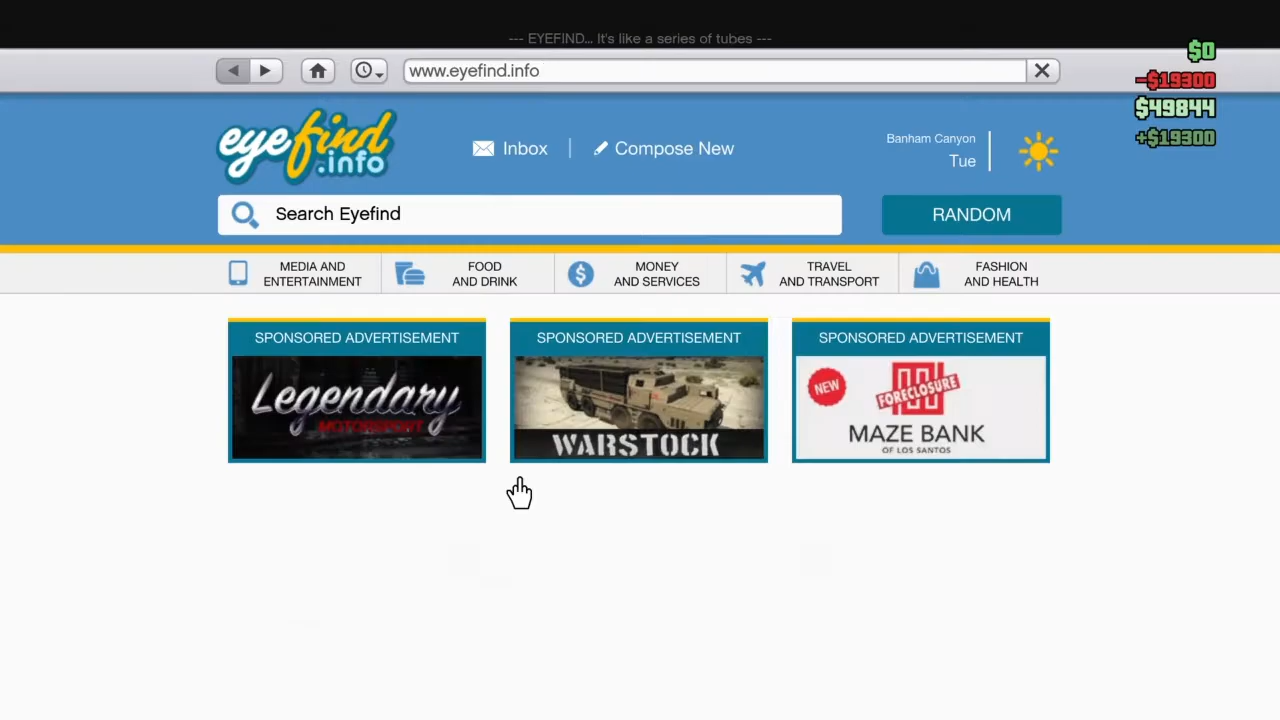 --- EYEFIND... It's like a series of tubes ---
www.eyefind.info
$0
-$19300
$49844
+$19300
eyefind
.info
Inbox
Compose New
Banham Canyon
Tue
Search Eyefind
RANDOM
MEDIA AND
ENTERTAINMENT
FOOD
AND DRINK
MONEY
AND SERVICES
TRAVEL
AND TRANSPORT
FASHION
AND HEALTH
SPONSORED ADVERTISEMENT
Legendary
MOTORSPORT
SPONSORED ADVERTISEMENT
WARSTOCK
SPONSORED ADVERTISEMENT
NEW
FORECLOSURE
MAZE BANK
OF LOS SANTOS